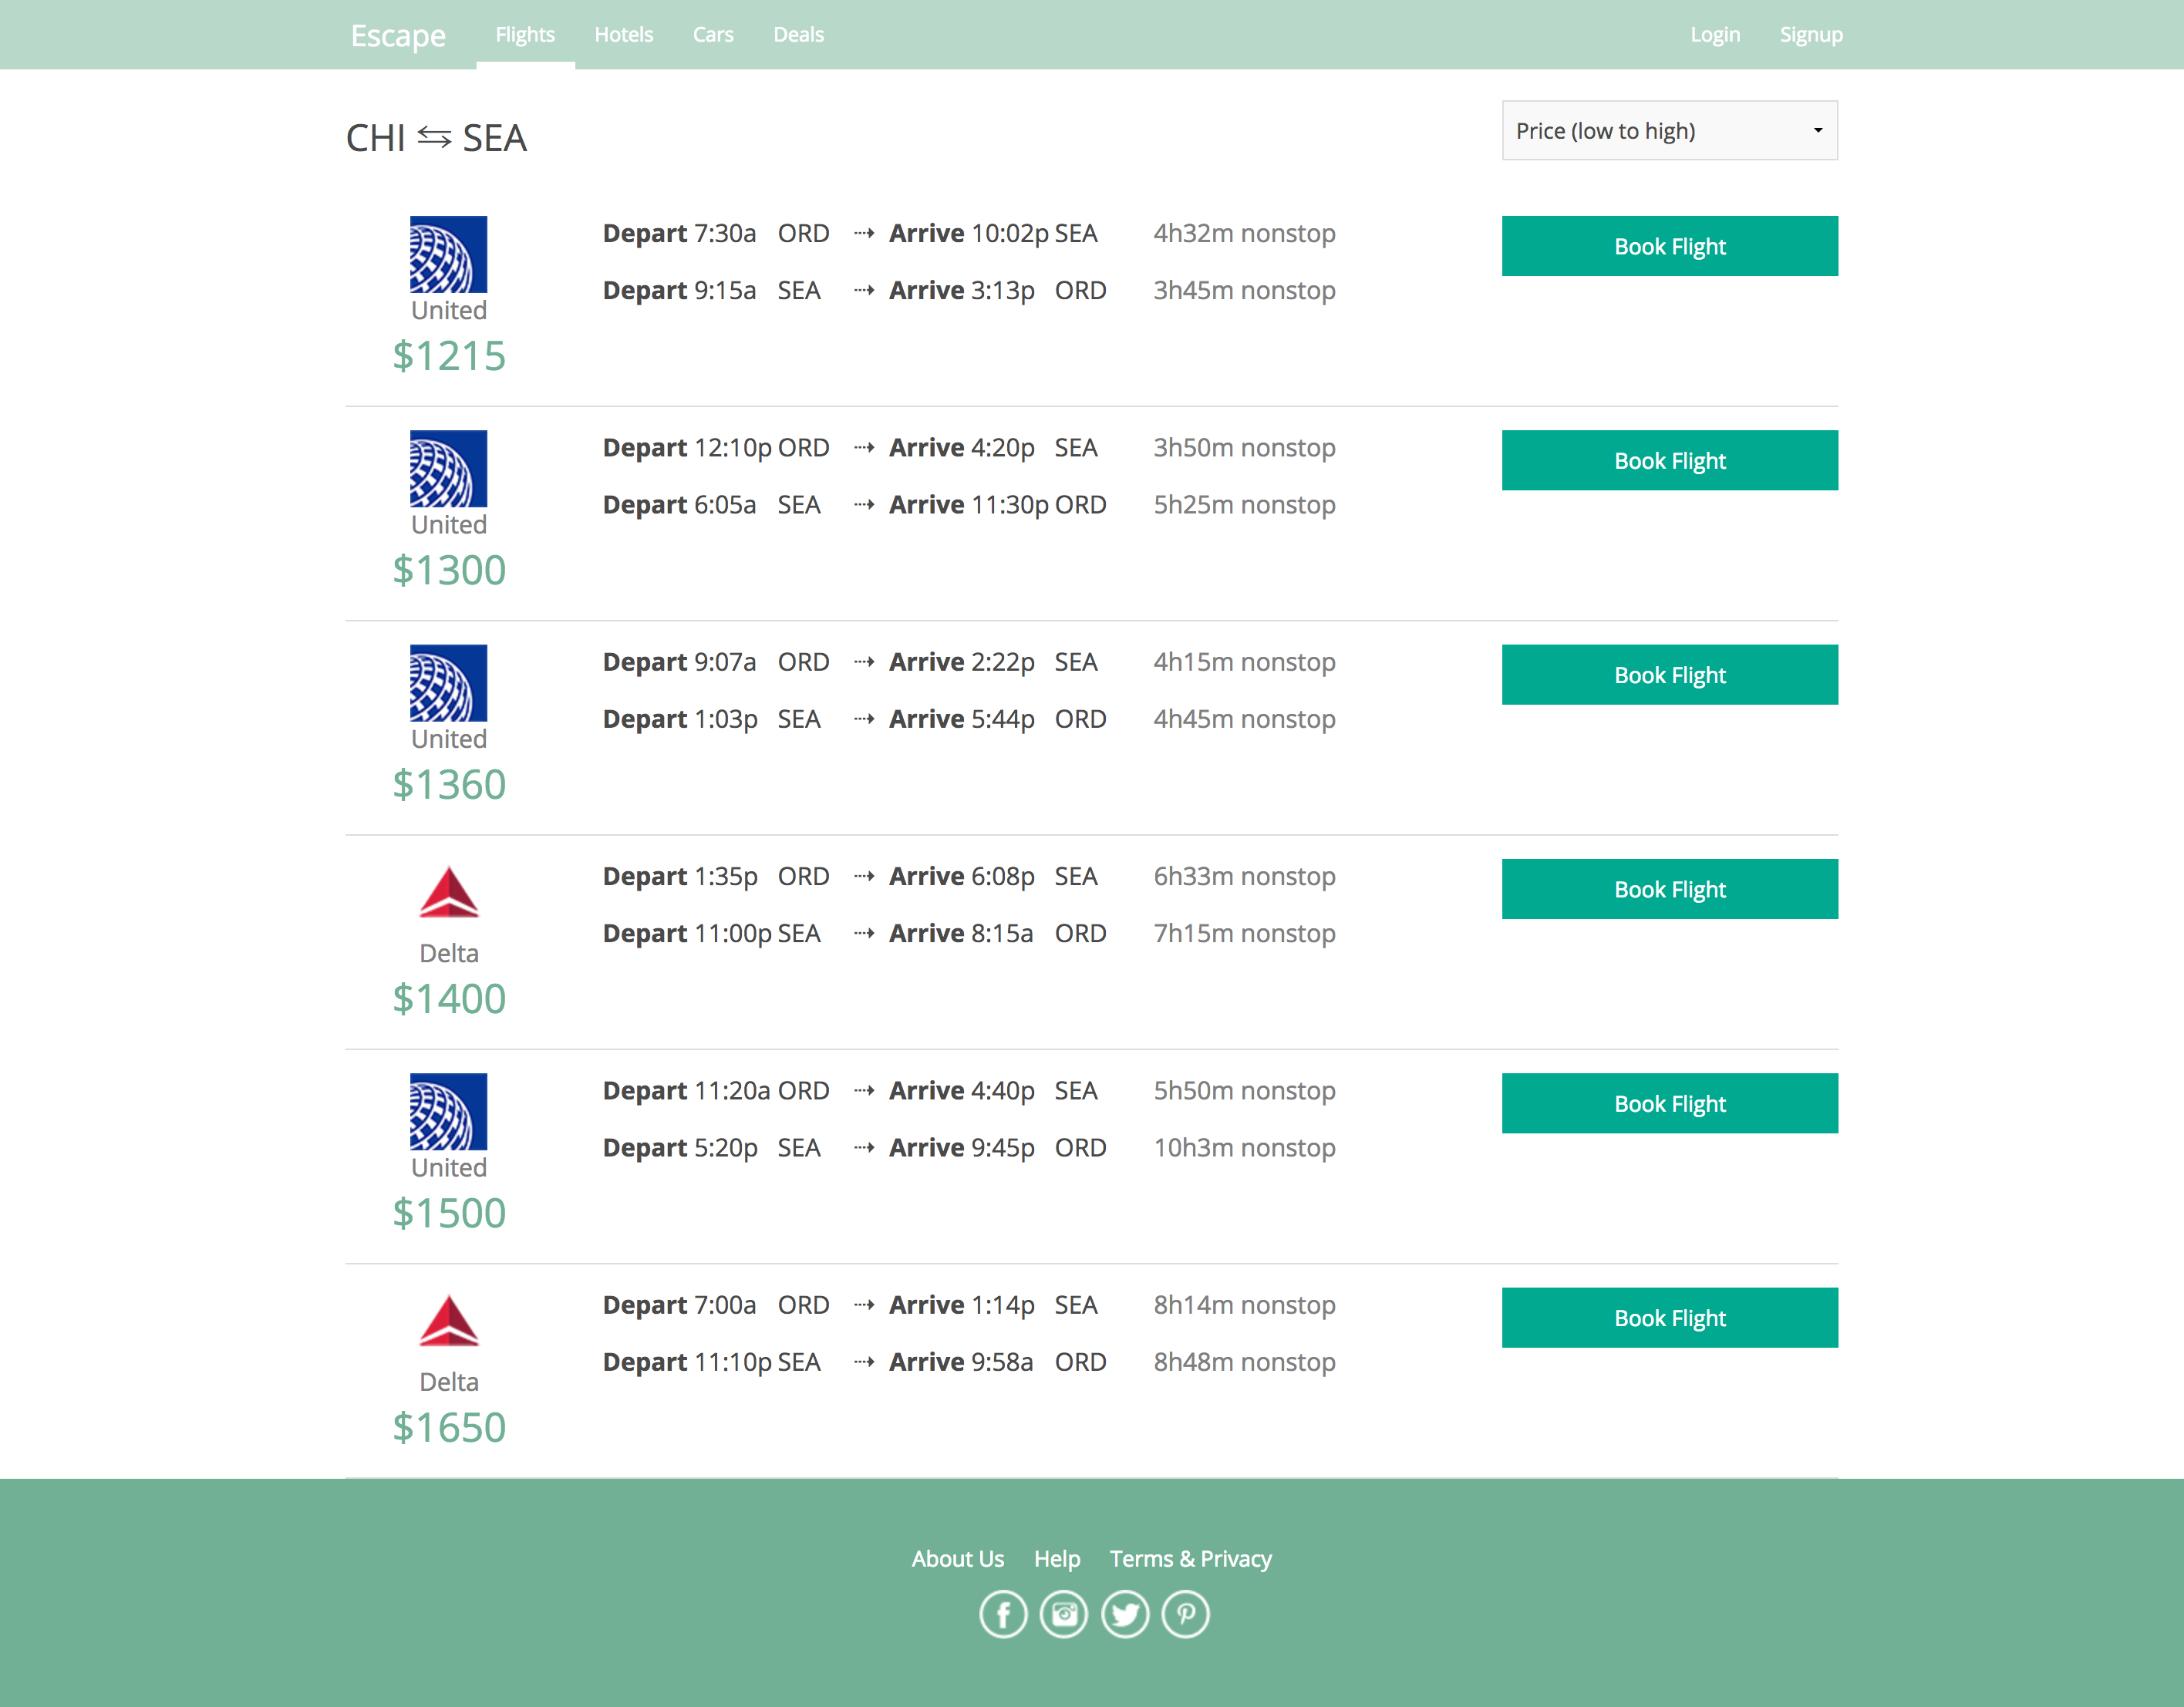 Escape Flights Hotels Cars Deals Login Signup
CHI ⇆ SEA
Price (low to high)
Depart 7:30a ORD ⇢ Arrive 10:02p SEA 4h32m nonstop
Book Flight
Depart 9:15a SEA ⇢ Arrive 3:13p ORD 3h45m nonstop
United
$1215
Depart 12:10p ORD ⇢ Arrive 4:20p SEA 3h50m nonstop
Book Flight
Depart 6:05a SEA ⇢ Arrive 11:30p ORD 5h25m nonstop
United
$1300
Depart 9:07a ORD ⇢ Arrive 2:22p SEA 4h15m nonstop
Book Flight
Depart 1:03p SEA ⇢ Arrive 5:44p ORD 4h45m nonstop
United
$1360
Depart 1:35p ORD ⇢ Arrive 6:08p SEA 6h33m nonstop
Book Flight
Depart 11:00p SEA ⇢ Arrive 8:15a ORD 7h15m nonstop
Delta
$1400
Depart 11:20a ORD ⇢ Arrive 4:40p SEA 5h50m nonstop
Book Flight
Depart 5:20p SEA ⇢ Arrive 9:45p ORD 10h3m nonstop
United
$1500
Depart 7:00a ORD ⇢ Arrive 1:14p SEA 8h14m nonstop
Book Flight
Depart 11:10p SEA ⇢ Arrive 9:58a ORD 8h48m nonstop
Delta
$1650
About Us Help Terms & Privacy